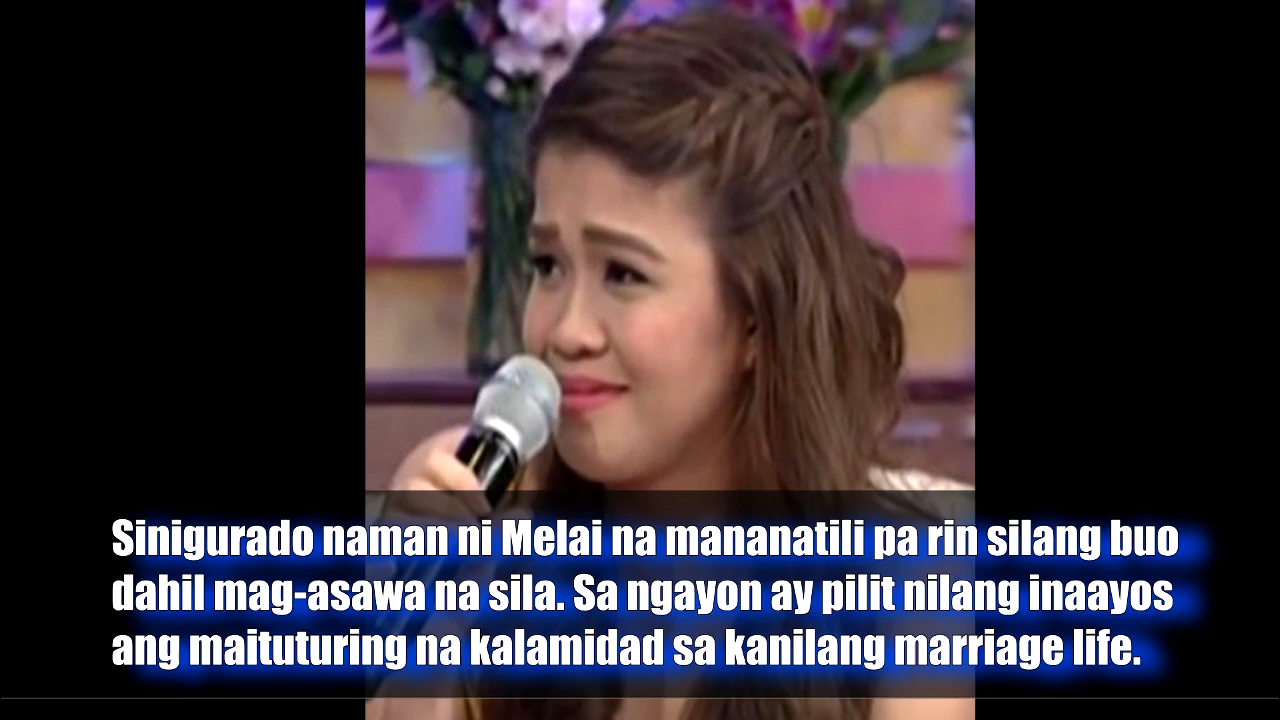 Sinigurado naman ni Melai na mananatili pa rin silang buo
dahil mag-asawa na sila. Sa ngayon ay pilit nilang inaayos
ang maituturing na kalamidad sa kanilang marriage life.